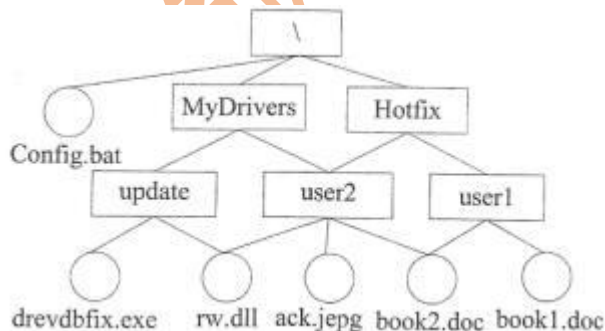 \
MyDrivers Hotfix
Config.bat
update user2 user1
drevdbfix.exe rw.dll ack.jepg book2.doc book1.doc